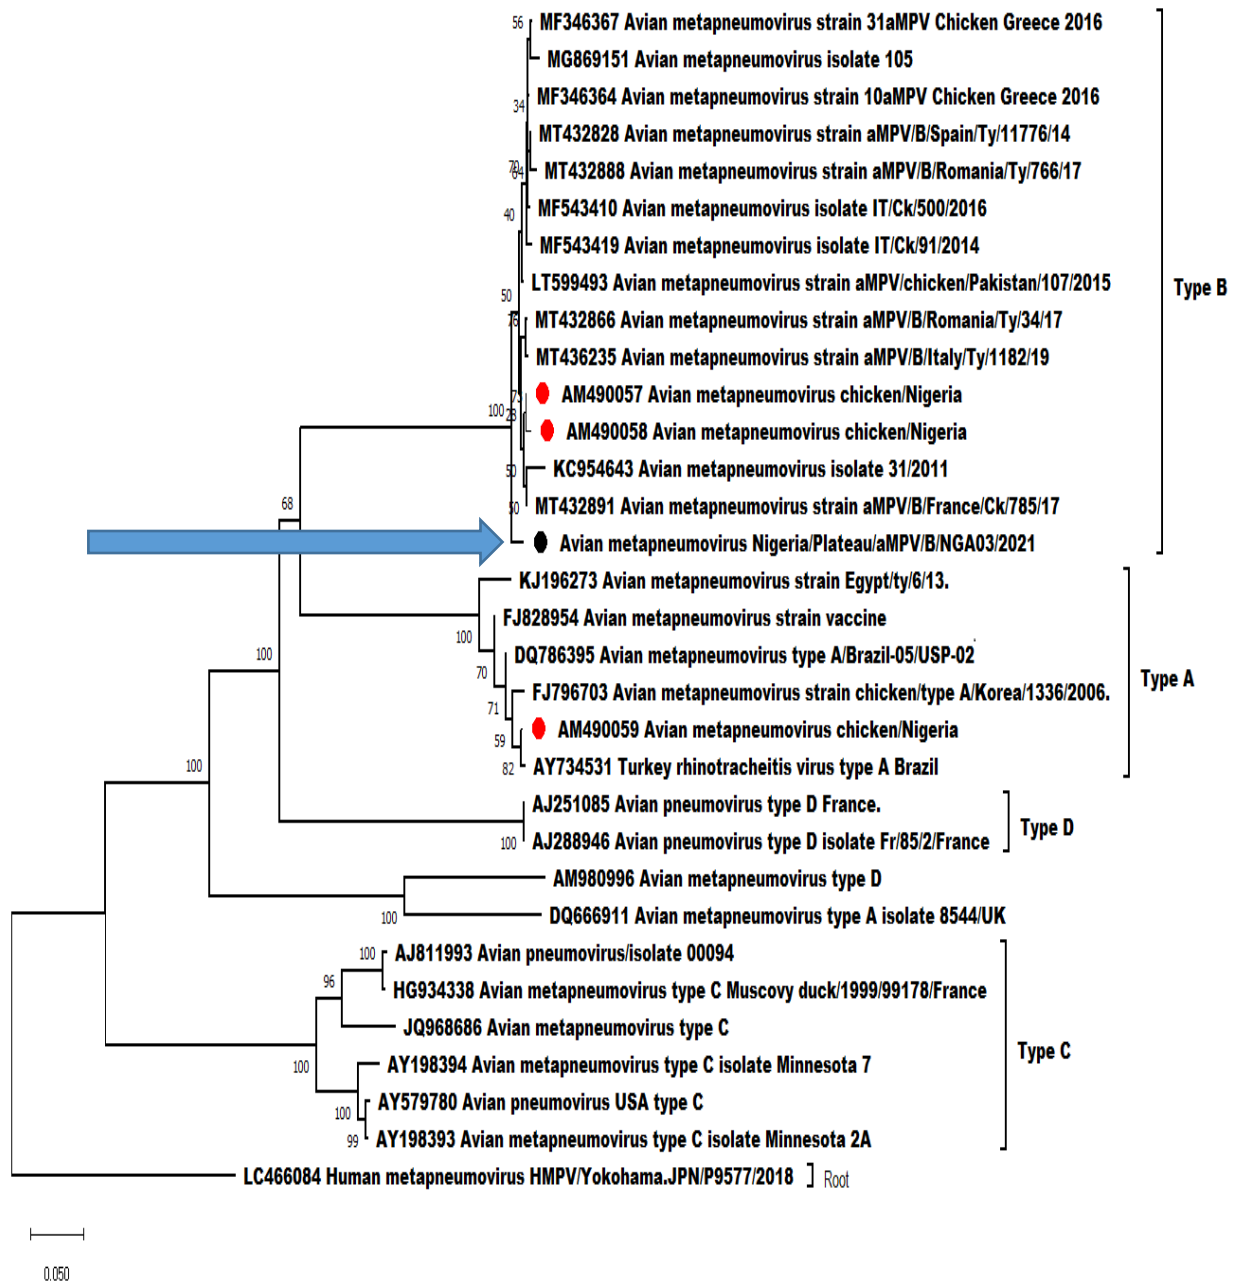 56
MF346367 Avian metapneumovirus strain 31aMPV Chicken Greece 2016
MG869151 Avian metapneumovirus isolate 105
MF346364 Avian metapneumovirus strain 10aMPV Chicken Greece 2016
34
MT432828 Avian metapneumovirus strain aMPV/B/Spain/Ty/11776/14
MT432888 Avian metapneumovirus strain aMPV/B/Romania/Ty/766/17
MF543410 Avian metapneumovirus isolate IT/Ck/500/2016
40
MF543419 Avian metapneumovirus isolate IT/Ck/91/2014
LT599493 Avian metapneumovirus strain aMPV/chicken/Pakistan/107/2015
Type B
50
MT432866 Avian metapneumovirus strain aMPV/B/Romania/Ty/34/17
76
MT436235 Avian metapneumovirus strain aMPV/B/Italy/Ty/1182/19
AM490057 Avian metapneumovirus chicken/Nigeria
100
AM490058 Avian metapneumovirus chicken/Nigeria
KC954643 Avian metapneumovirus isolate 31/2011
50
MT432891 Avian metapneumovirus strain aMPV/B/France/Ck/785/17
50
68
Avian metapneumovirus Nigeria/Plateau/aMPV/B/NGA03/2021
KJ196273 Avian metapneumovirus strain Egypt/ty/6/13.
FJ828954 Avian metapneumovirus strain vaccine
100
DQ786395 Avian metapneumovirus type A/Brazil-05/USP-02
100
70
Type A
FJ796703 Avian metapneumovirus strain chicken/type A/Korea/1336/2006.
71
AM490059 Avian metapneumovirus chicken/Nigeria
59
AY734531 Turkey rhinotracheitis virus type A Brazil
82
100
AJ251085 Avian pneumovirus type D France.
Type D
AJ288946 Avian pneumovirus type D isolate Fr/85/2/France
100
AM980996 Avian metapneumovirus type D
DQ666911 Avian metapneumovirus type A isolate 8544/UK
100
AJ811993 Avian pneumovirus/isolate 00094
100
HG934338 Avian metapneumovirus type C Muscovy duck/1999/99178/France
96
JQ968686 Avian metapneumovirus type C
Type C
AY198394 Avian metapneumovirus type C isolate Minnesota 7
100
AY579780 Avian pneumovirus USA type C
100
AY198393 Avian metapneumovirus type C isolate Minnesota 2A
99
LC466084 Human metapneumovirus HMPV/Yokohama.JPN/P9577/2018
Root
0.050